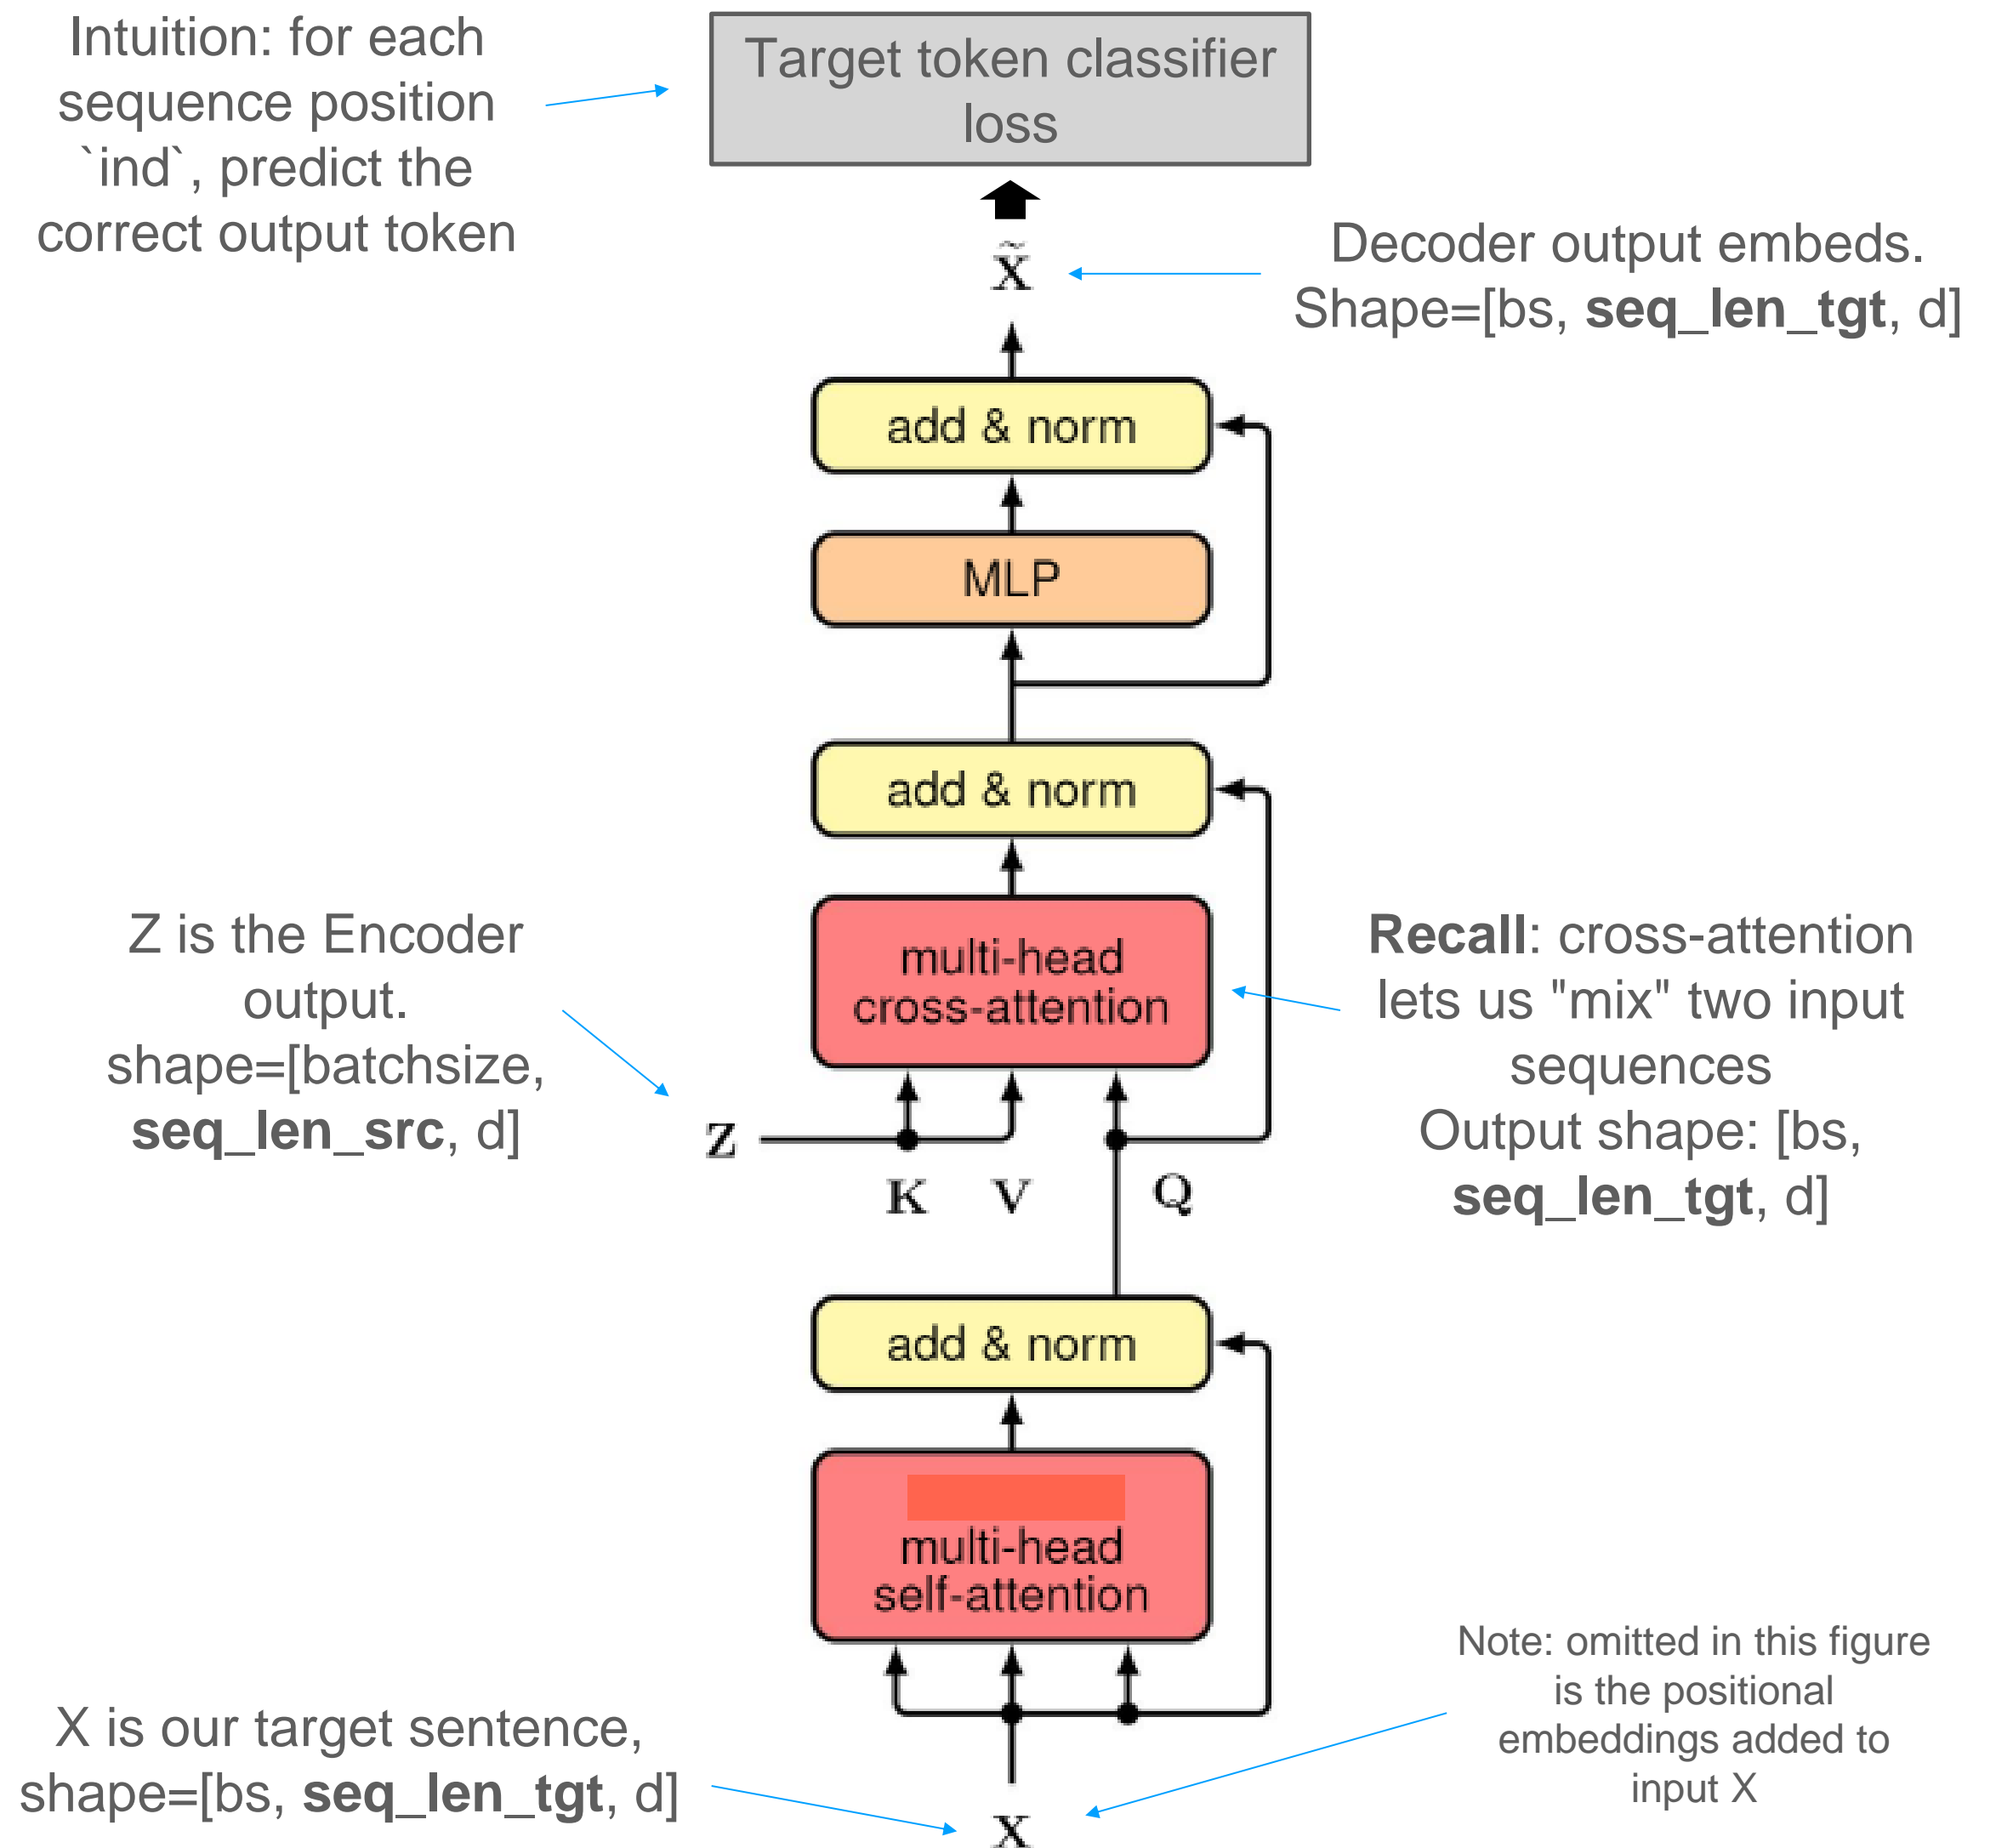 Intuition: for each
sequence position
`ind`, predict the
correct output token
Target token classifier
loss
X̃
Decoder output embeds.
Shape=[bs, seq_len_tgt, d]
add & norm
MLP
add & norm
multi-head
cross-attention
Z is the Encoder
output.
shape=[batchsize,
seq_len_src, d]
Recall: cross-attention
lets us "mix" two input
sequences
Output shape: [bs,
seq_len_tgt, d]
Z
K V Q
add & norm
multi-head
self-attention
X is our target sentence,
shape=[bs, seq_len_tgt, d]
Note: omitted in this figure
is the positional
embeddings added to
input X
X